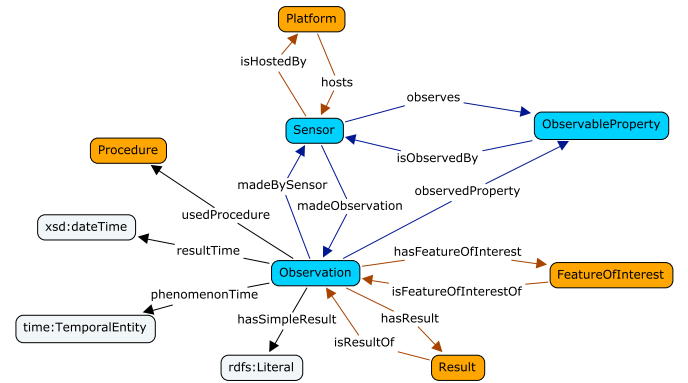 Platform
isHostedBy
hosts
observes
Sensor
ObservableProperty
Procedure
isObservedBy
madeBySensor
observedProperty
madeObservation
usedProcedure
xsd:dateTime
resultTime
hasFeatureOfInterest
Observation
FeatureOfInterest
phenomenonTime
isFeatureOfInterestOf
hasSimpleResult
hasResult
time:TemporalEntity
isResultOf
rdfs:Literal
Result